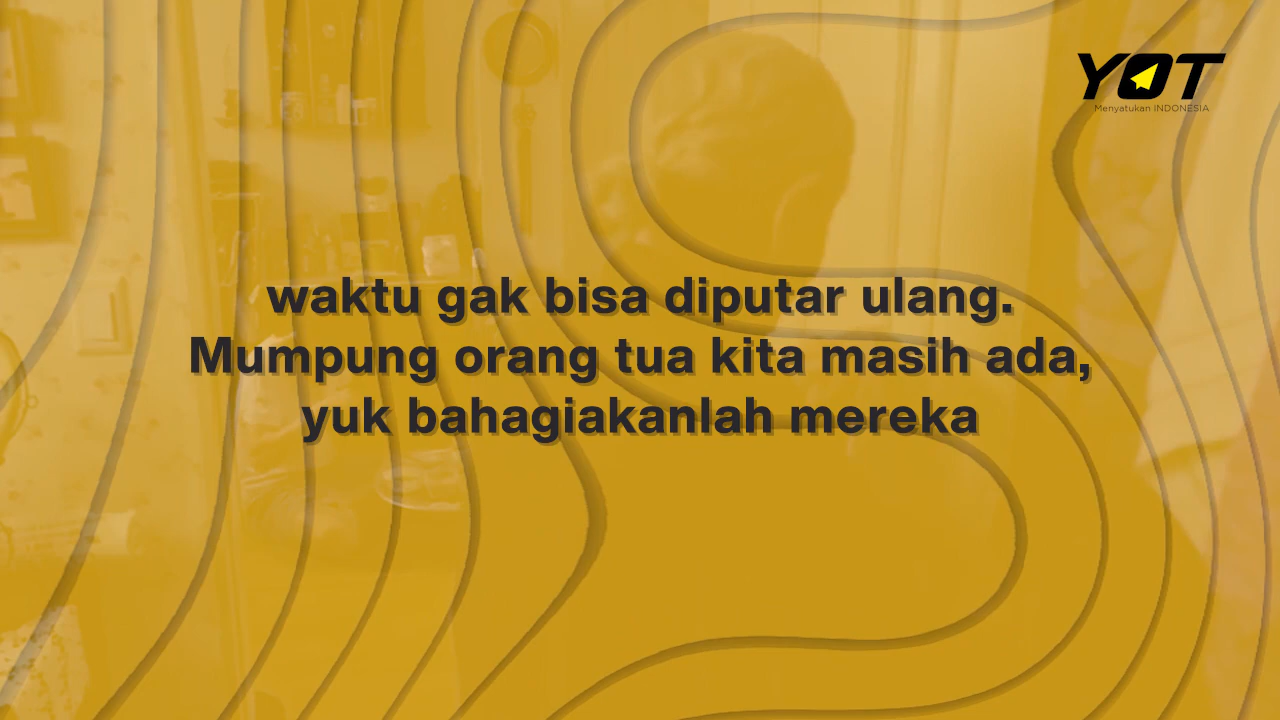 YOT
Menyatukan INDONESIA
waktu gak bisa diputar ulang.
Mumpung orang tua kita masih ada,
yuk bahagiakanlah mereka